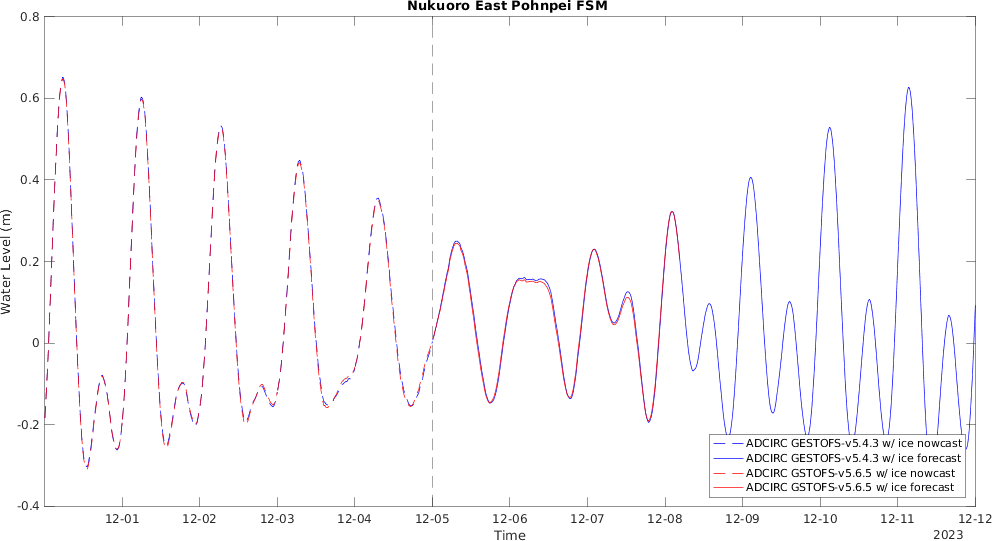 Nukuoro East Pohnpei FSM
0.8
0.6
0.4
0.2
0
-0.2
-0.4
Water Level (m)
ADCIRC GESTOFS-v5.4.3 w/ ice nowcast
ADCIRC GESTOFS-v5.4.3 w/ ice forecast
ADCIRC GSTOFS-v5.6.5 w/ ice nowcast
ADCIRC GSTOFS-v5.6.5 w/ ice forecast
12-01 12-02 12-03 12-04 12-05 12-06 12-07 12-08 12-09 12-10 12-11 12-12
Time
2023